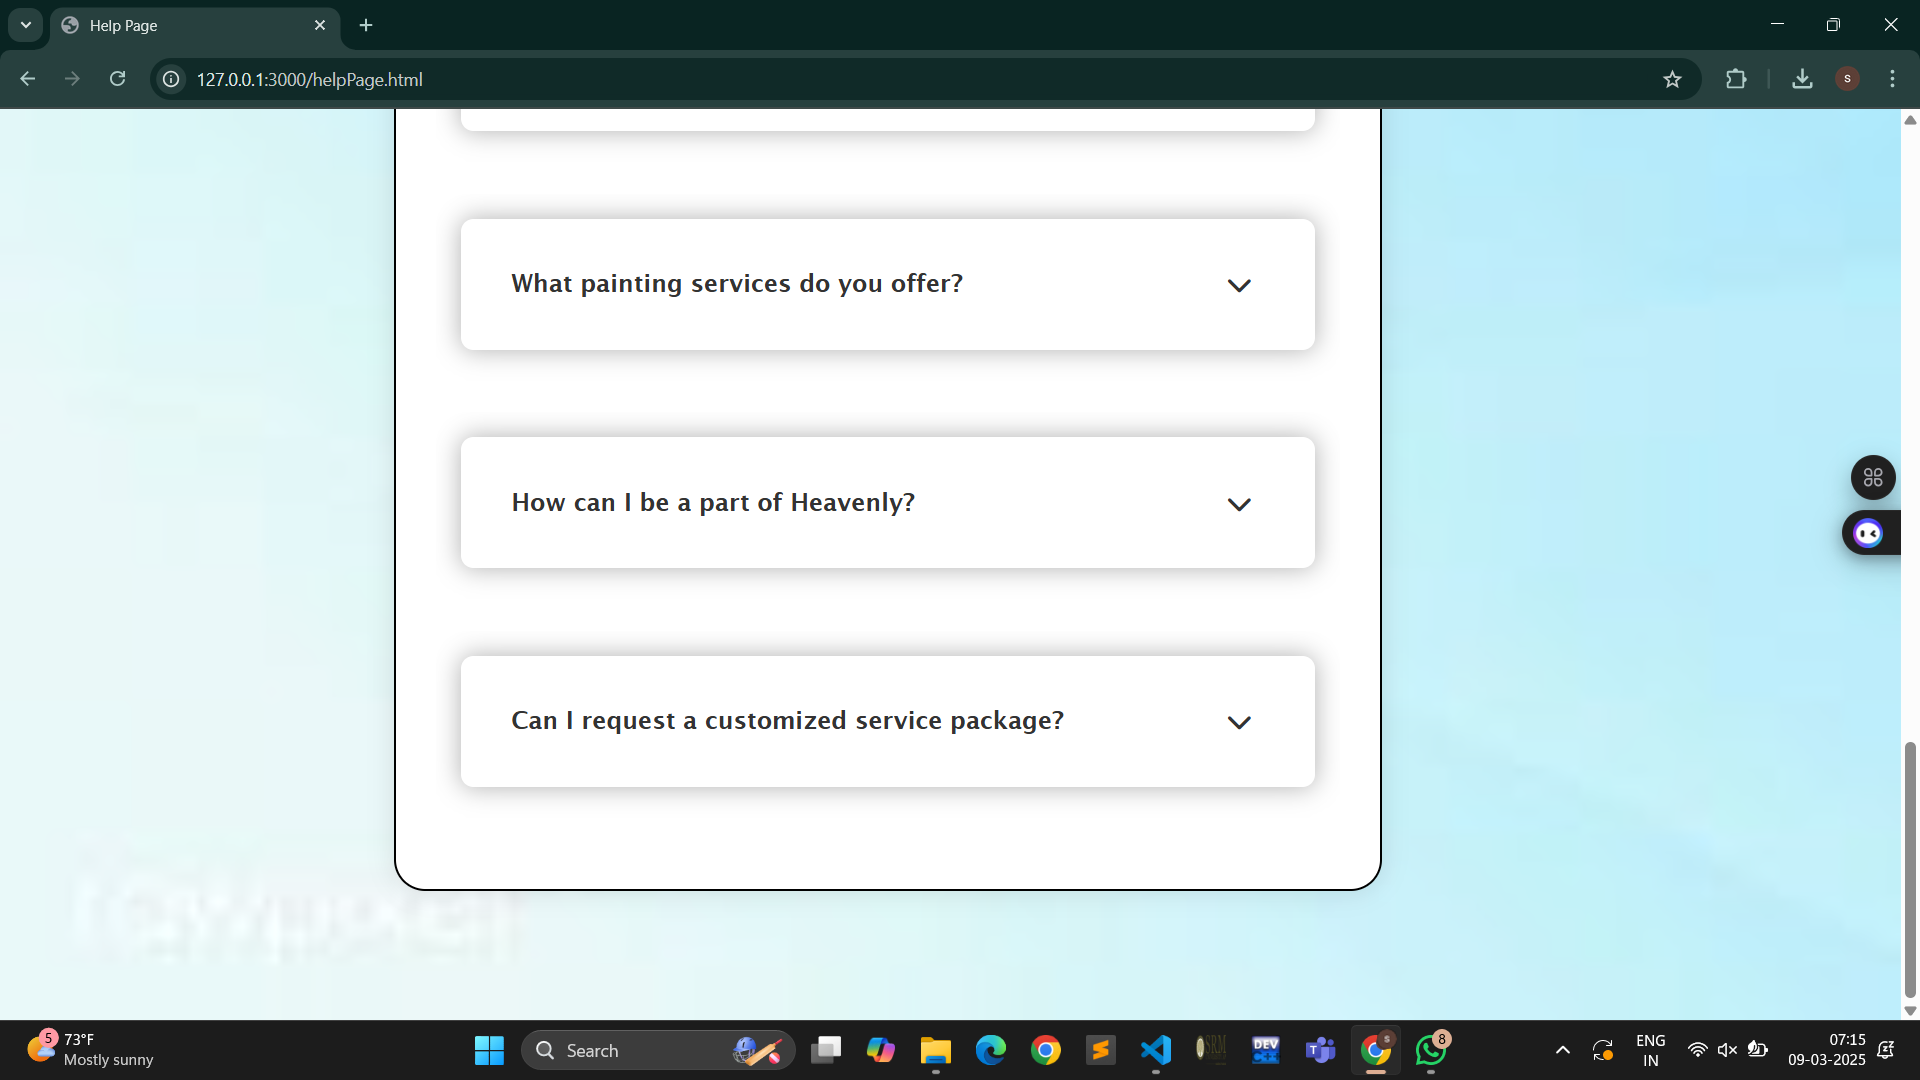 Help Page
127.0.0.1:3000/helpPage.html
S
What painting services do you offer?
How can I be a part of Heavenly?
Can I request a customized service package?
5
73°F
Mostly sunny
Search
SRM
DEV
C++
T
S
8
ENG
IN
07:15
09-03-2025